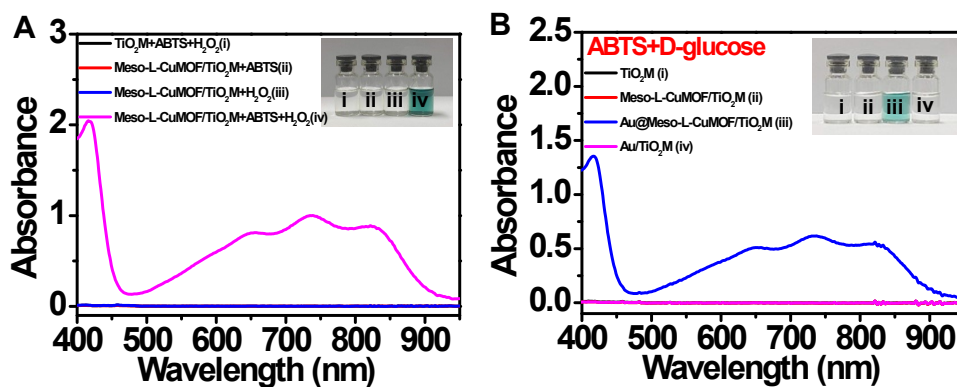 A
B
3
2
1
0
Absorbance
TiO₂M+ABTS+H₂O₂(i)
Meso-L-CuMOF/TiO₂M+ABTS(ii)
Meso-L-CuMOF/TiO₂M+H₂O₂(iii)
Meso-L-CuMOF/TiO₂M+ABTS+H₂O₂(iv)
i ii iii iv
400 500 600 700 800 900
Wavelength (nm)
2.5
2.0
1.5
1.0
0.5
0.0
Absorbance
ABTS+D-glucose
TiO₂M (i)
Meso-L-CuMOF/TiO₂M (ii)
Au@Meso-L-CuMOF/TiO₂M (iii)
Au/TiO₂M (iv)
i ii iii iv
400 500 600 700 800 900
Wavelength (nm)